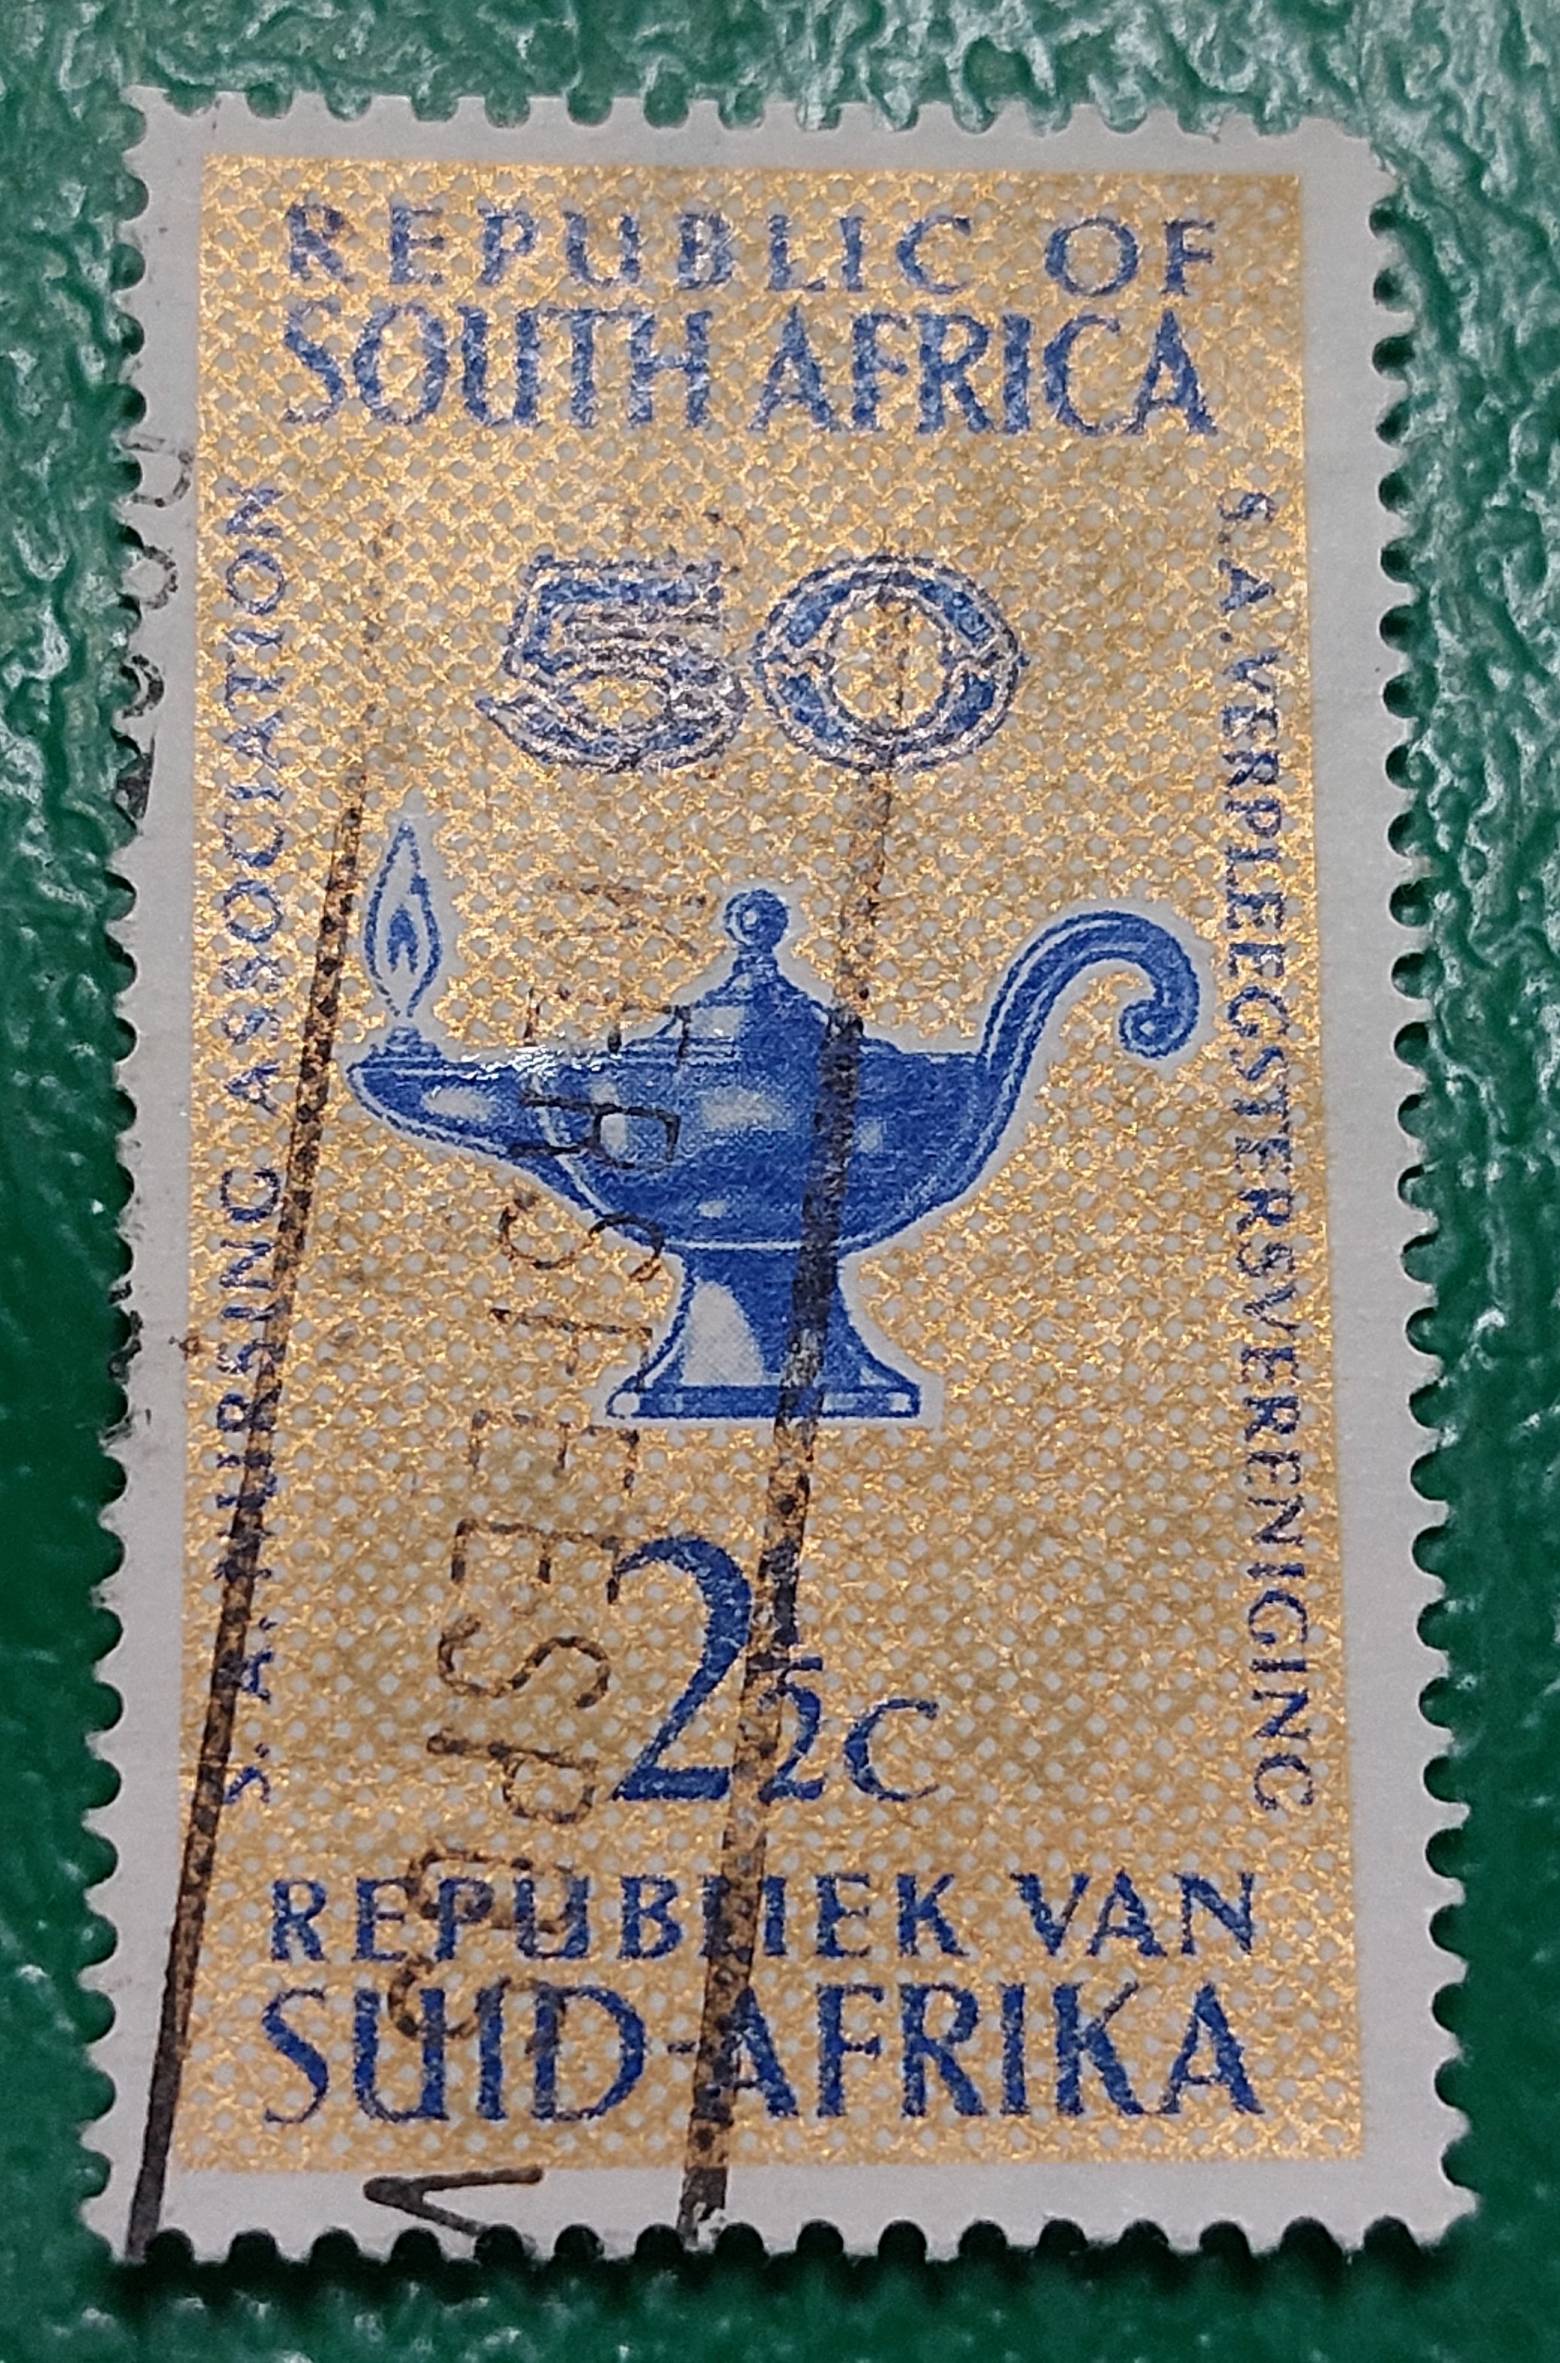 REPUBLIC OF
SOUTH AFRICA
50
S. A. NURSING ASSOCIATION
S. A. VERPLEEGSTERSVERENIGING
2½c
REPUBLIEK VAN
SUID-AFRIKA